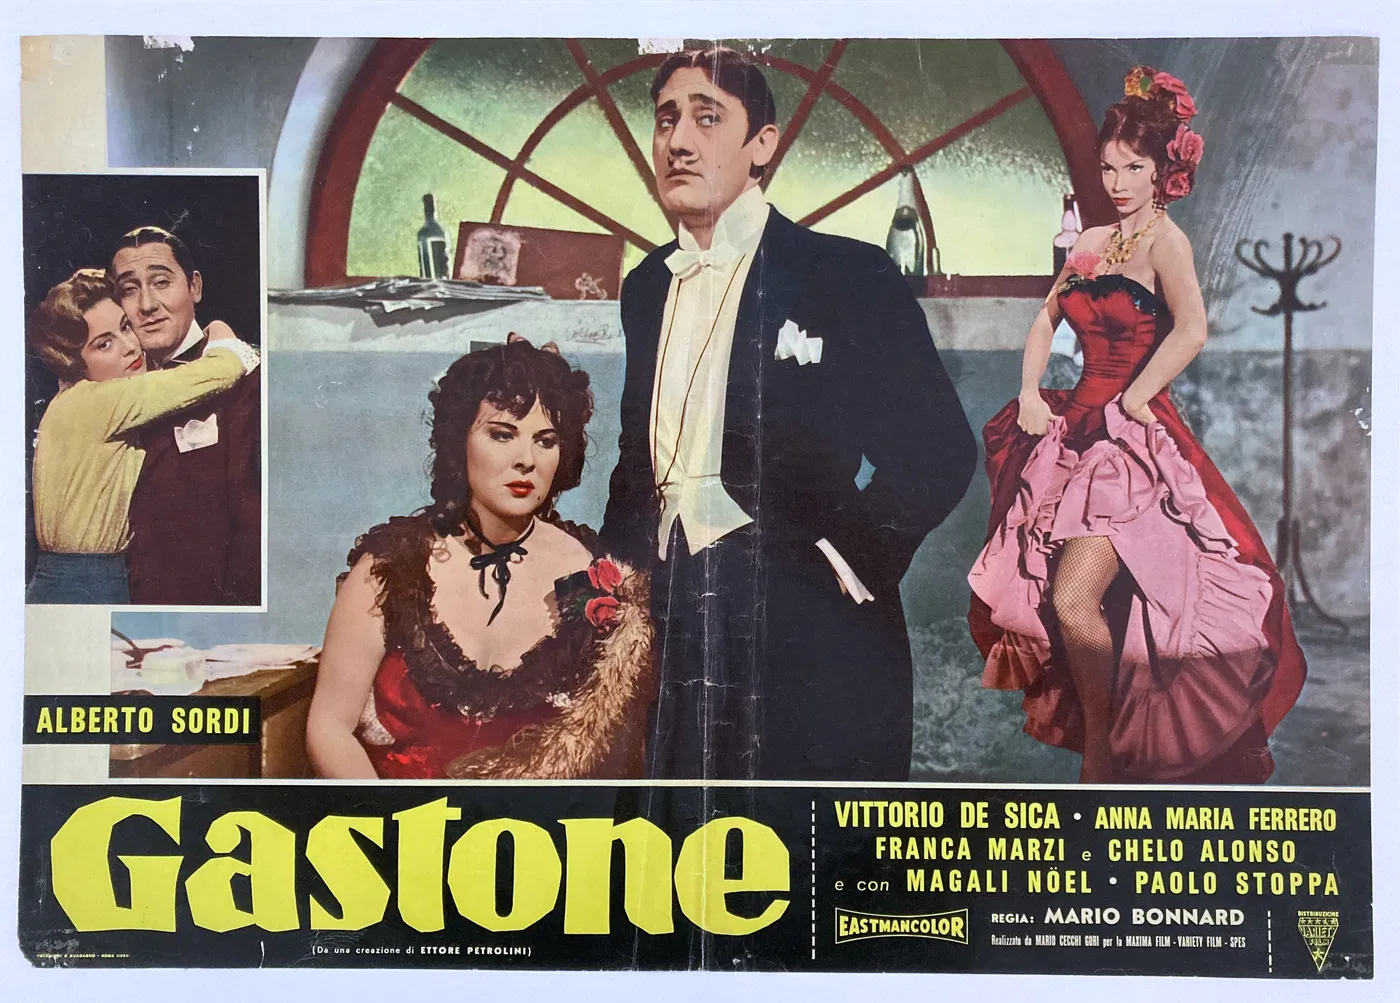 ALBERTO SORDI
Gastone
(Da una creazione di ETTORE PETROLINI)
VITTORIO DE SICA • ANNA MARIA FERRERO
FRANCA MARZI e CHELO ALONSO
e con MAGALI NÖEL • PAOLO STOPPA
EASTMANCOLOR
REGIA: MARIO BONNARD
Realizzato da MARIO CECCHI GORI per la MAXIMA FILM - VARIETY FILM - SPES
DISTRIBUZIONE
VARIETY
FILM